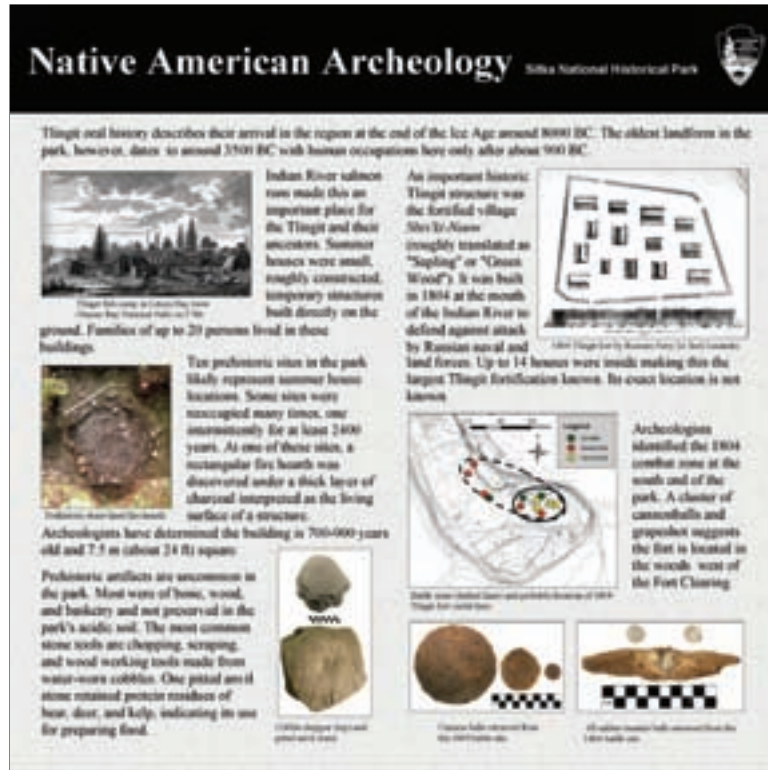 Native American Archeology Sitka National Historical Park
Tlingit oral history describes their arrival in the region at the end of the Ice Age around 8000 BC. The oldest landform in the
park, however, dates to around 3500 BC with human occupations here only after about 900 BC.
Indian River salmon
runs made this an
important place for
the Tlingit and their
ancestors. Summer
houses were small,
roughly constructed,
temporary structures
built directly on the
ground. Families of up to 20 persons lived in these
buildings.
Ten prehistoric sites in the park
likely represent summer house
locations. Some sites were
reoccupied many times, one
intermittently for at least 2400
years. At one of these sites, a
rectangular fire hearth was
discovered under a thick layer of
charcoal interpreted as the living
surface of a structure.
Archeologists have determined the building is 700-900 years
old and 7.5 m (about 24 ft) square
Prehistoric artifacts are uncommon in
the park. Most were of bone, wood,
and basketry and not preserved in the
park's acidic soil. The most common
stone tools are chopping, scraping,
and wood working tools made from
water-worn cobbles. One pitted anvil
stone retained protein residues of
bear, deer, and kelp, indicating its use
for preparing food.
An important historic
Tlingit structure was
the fortified village
(roughly translated as
"Sapling" or "Green
Wood"). It was built
in 1804 at the mouth
of the Indian River to
defend against attack
by Russian naval and
land forces. Up to 14 houses were inside making this the
largest Tlingit fortification known. Its exact location is not
known
Legend
Archeologists
identified the 1804
combat zone at the
south end of the
park. A cluster of
cannonballs and
grapeshot suggests
the fort is located in
the woods west of
the Fort Clearing